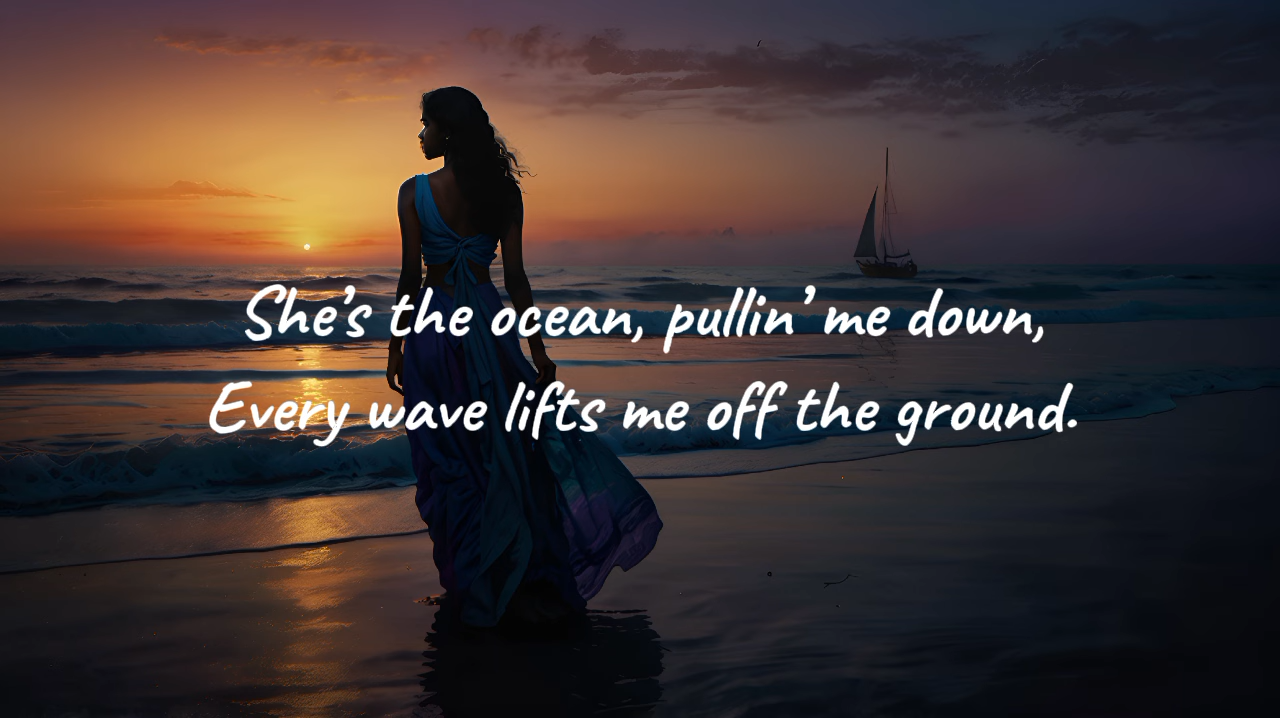 She's the ocean, pullin' me down,
Every wave lifts me off the ground.